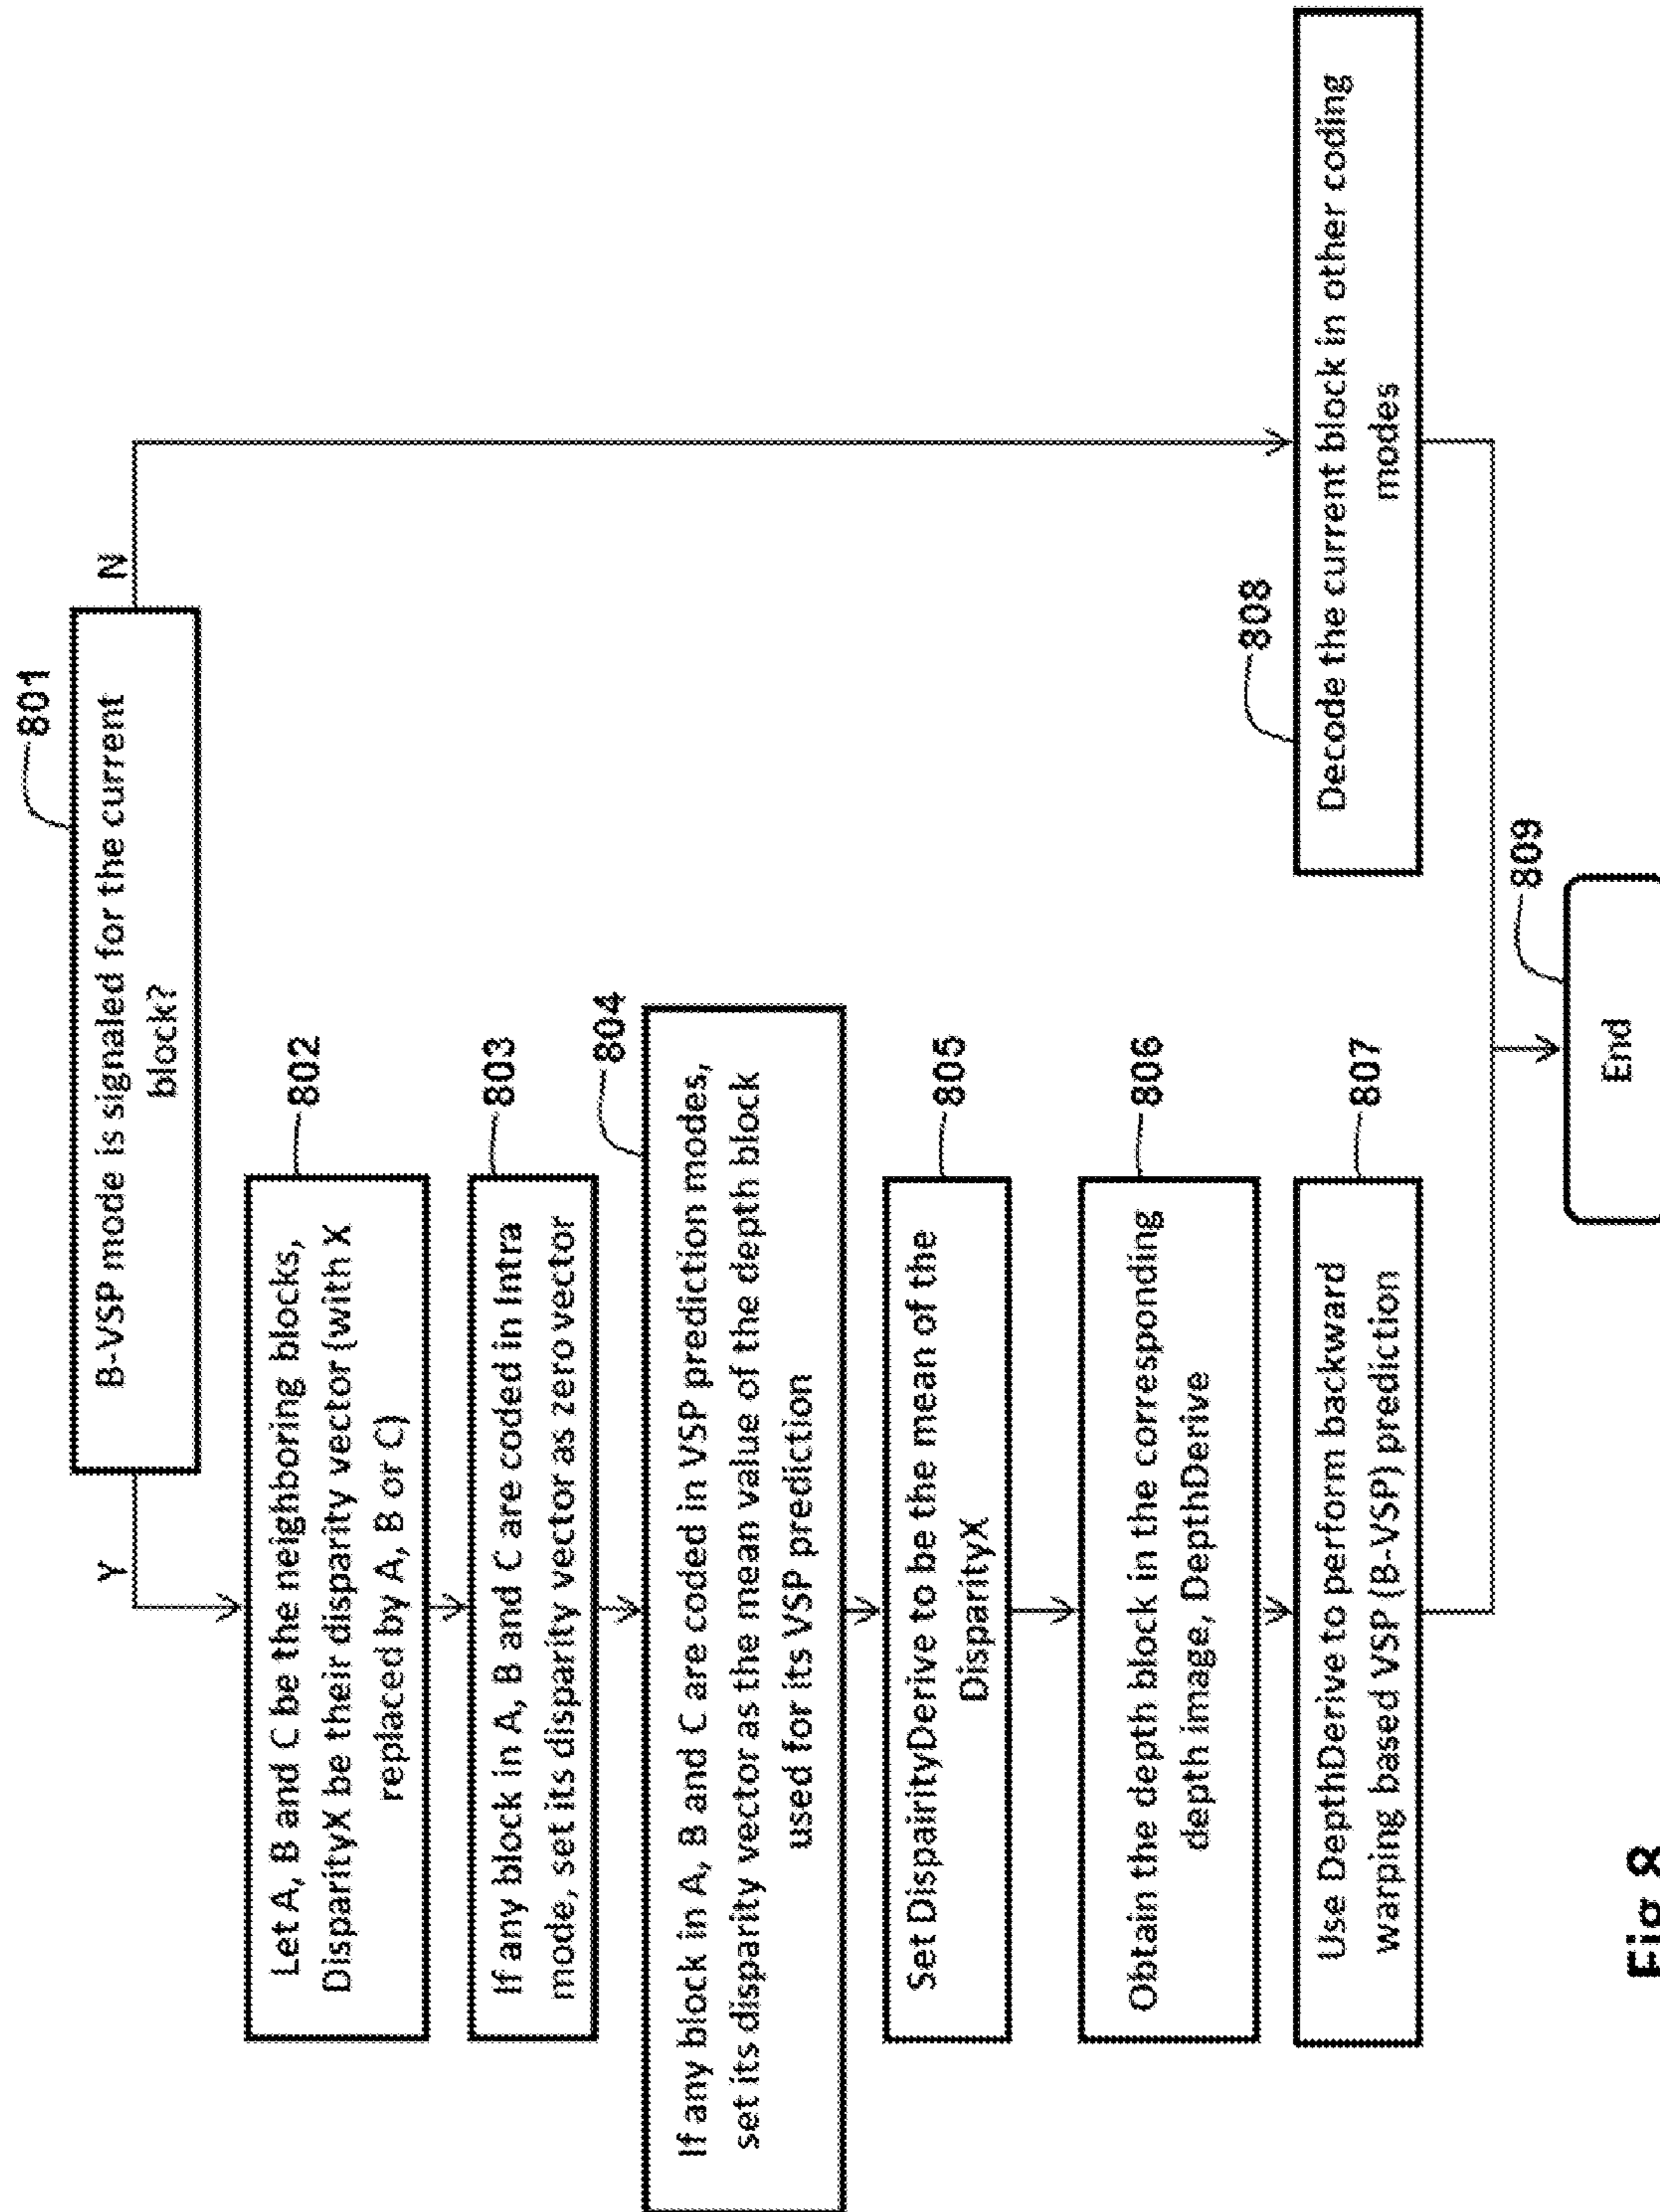 801
B-VSP mode is signaled for the current
block?
Y
N
802
Let A, B and C be the neighboring blocks,
DisparityX be their disparity vector (with X
replaced by A, B or C)
803
If any block in A, B and C are coded in Intra
mode, set its disparity vector as zero vector
804
If any block in A, B and C are coded in VSP prediction modes,
set its disparity vector as the mean value of the depth block
used for its VSP prediction
805
Set DispairityDerive to be the mean of the
DisparityX
806
Obtain the depth block in the corresponding
depth image, DepthDerive
807
Use DepthDerive to perform backward
warping based VSP (B-VSP) prediction
808
Decode the current block in other coding
modes
809
End
Fig 8